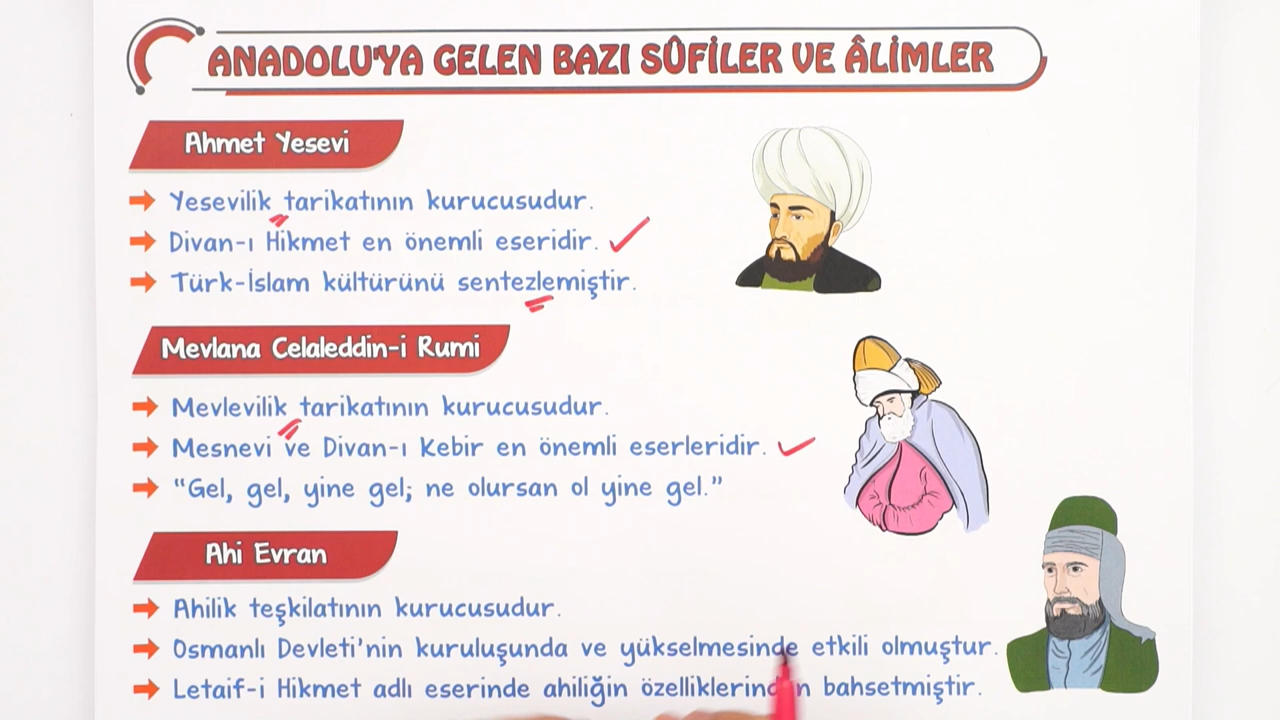 ANADOLU'YA GELEN BAZI SÛFİLER VE ÂLİMLER
Ahmet Yesevi
Yesevilik tarikatının kurucusudur.
Divan-ı Hikmet en önemli eseridir.
Türk-İslam kültürünü sentezlemiştir.
Mevlana Celaleddin-i Rumi
Mevlevilik tarikatının kurucusudur.
Mesnevi ve Divan-ı Kebir en önemli eserleridir.
“Gel, gel, yine gel; ne olursan ol yine gel.”
Ahi Evran
Ahilik teşkilatının kurucusudur.
Osmanlı Devleti'nin kuruluşunda ve yükselmesinde etkili olmuştur.
Letaif-i Hikmet adlı eserinde ahiliğin özelliklerinden bahsetmiştir.